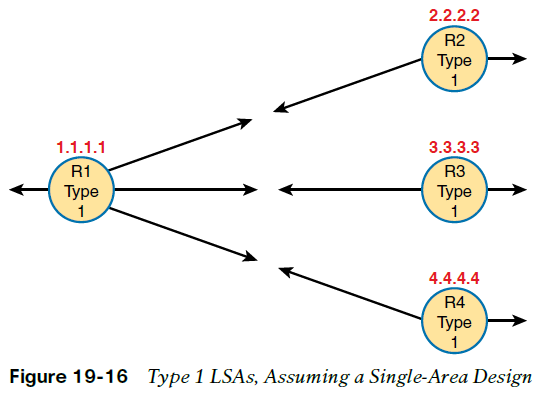 2.2.2.2
R2
Type
1
1.1.1.1
R1
Type
1
3.3.3.3
R3
Type
1
4.4.4.4
R4
Type
1
Figure 19-16 Type 1 LSAs, Assuming a Single-Area Design